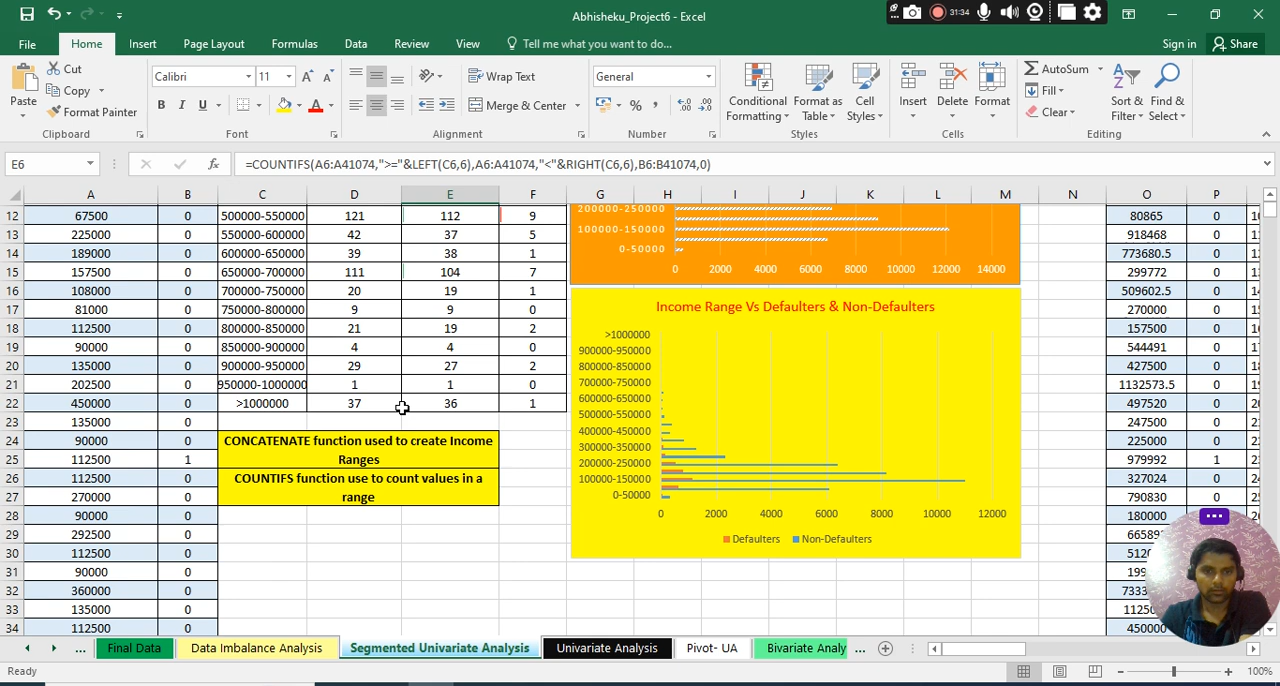 Abhisheku_Project6 - Excel
31:34
File Home Insert Page Layout Formulas Data Review View Tell me what you want to do... Sign in Share
Paste Cut Copy Format Painter
Calibri 11
B I U A
Wrap Text
Merge & Center
General
Conditional Formatting
Format as Table
Cell Styles
Insert Delete Format
AutoSum
Fill
Clear
Sort & Filter
Find & Select
Clipboard Font Alignment Number Styles Cells Editing
E6 fx =COUNTIFS(A6:A41074,">="&LEFT(C6,6),A6:A41074,"<"&RIGHT(C6,6),B6:B41074,0)
A B C D E F G H I J K L M N O P
12 67500 0 500000-550000 121 112 9 80865 0
13 225000 0 550000-600000 42 37 5 918468 0
14 189000 0 600000-650000 39 38 1 773680.5 0
15 157500 0 650000-700000 111 104 7 299772 0
16 108000 0 700000-750000 20 19 1 509602.5 0
17 81000 0 750000-800000 9 9 0 270000 0
18 112500 0 800000-850000 21 19 2 157500 0
19 90000 0 850000-900000 4 4 0 544491 0
20 135000 0 900000-950000 29 27 2 427500 0
21 202500 0 950000-1000000 1 1 0 1132573.5 0
22 450000 0 >1000000 37 36 1 497520 0
23 135000 0 247500 0
24 90000 0 225000 0
25 112500 1 979992 1
26 112500 0 327024 0
27 270000 0 790830 0
28 90000 0 180000
29 292500 0
30 112500 0
31 90000 0
32 360000 0
33 135000 0
34 112500 0 450000
CONCATENATE function used to create Income
Ranges
COUNTIFS function use to count values in a
range
200000-250000
100000-150000
0-50000
0 2000 4000 6000 8000 10000 12000 14000
Income Range Vs Defaulters & Non-Defaulters
>1000000
900000-950000
800000-850000
700000-750000
600000-650000
500000-550000
400000-450000
300000-350000
200000-250000
100000-150000
0-50000
0 2000 4000 6000 8000 10000 12000
Defaulters Non-Defaulters
... Final Data Data Imbalance Analysis Segmented Univariate Analysis Univariate Analysis Pivot- UA Bivariate Analy ...
Ready 100%